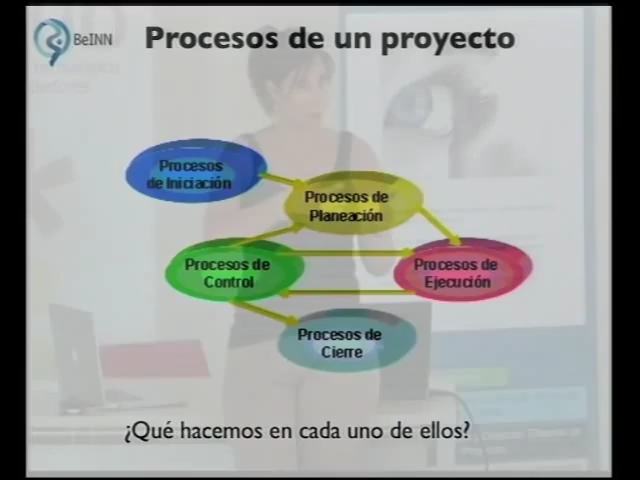 BeINN
Procesos de un proyecto
Procesos
de Iniciación
Procesos de
Planeación
Procesos de
Control
Procesos de
Ejecución
Procesos de
Cierre
¿Qué hacemos en cada uno de ellos?